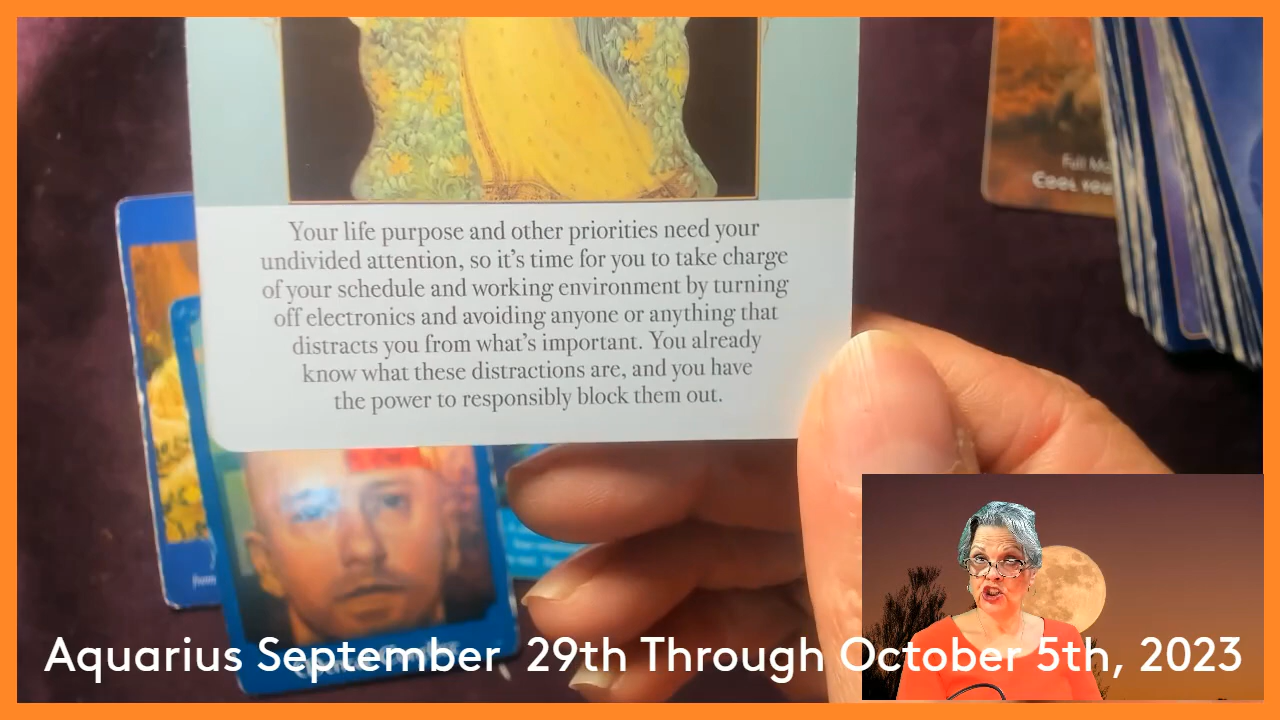 Full
Cool
Your life purpose and other priorities need your
undivided attention, so it's time for you to take charge
of your schedule and working environment by turning
off electronics and avoiding anyone or anything that
distracts you from what's important. You already
know what these distractions are, and you have
the power to responsibly block them out.
Aquarius September 29th Through October 5th, 2023